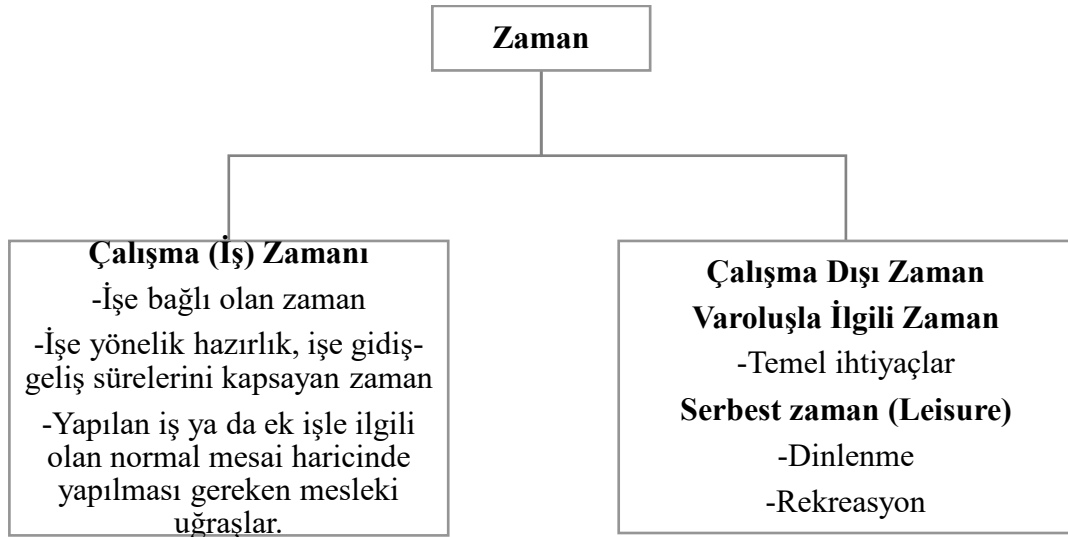 Zaman
Çalışma (İş) Zamanı
-İşe bağlı olan zaman
-İşe yönelik hazırlık, işe gidiş-
geliş sürelerini kapsayan zaman
-Yapılan iş ya da ek işle ilgili
olan normal mesai haricinde
yapılması gereken mesleki
uğraşlar.
Çalışma Dışı Zaman
Varoluşla İlgili Zaman
-Temel ihtiyaçlar
Serbest zaman (Leisure)
-Dinlenme
-Rekreasyon